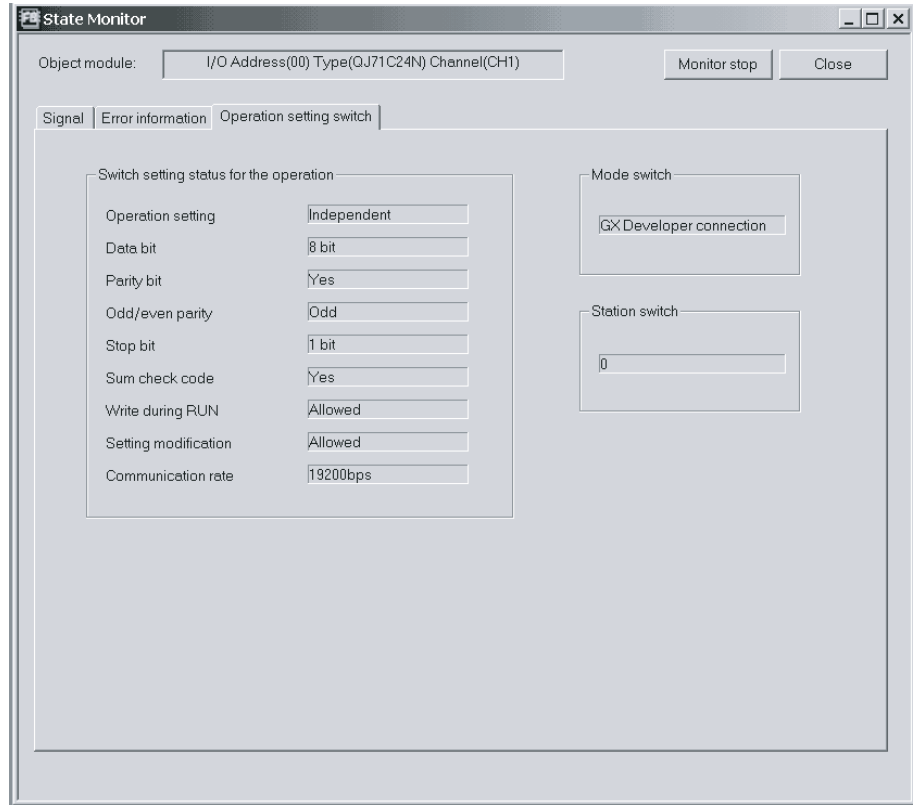 State Monitor
Object module: I/O Address(00) Type(QJ71C24N) Channel(CH1) Monitor stop Close
Signal Error information Operation setting switch
Switch setting status for the operation
Operation setting Independent
Data bit 8 bit
Parity bit Yes
Odd/even parity Odd
Stop bit 1 bit
Sum check code Yes
Write during RUN Allowed
Setting modification Allowed
Communication rate 19200bps
Mode switch
GX Developer connection
Station switch
0